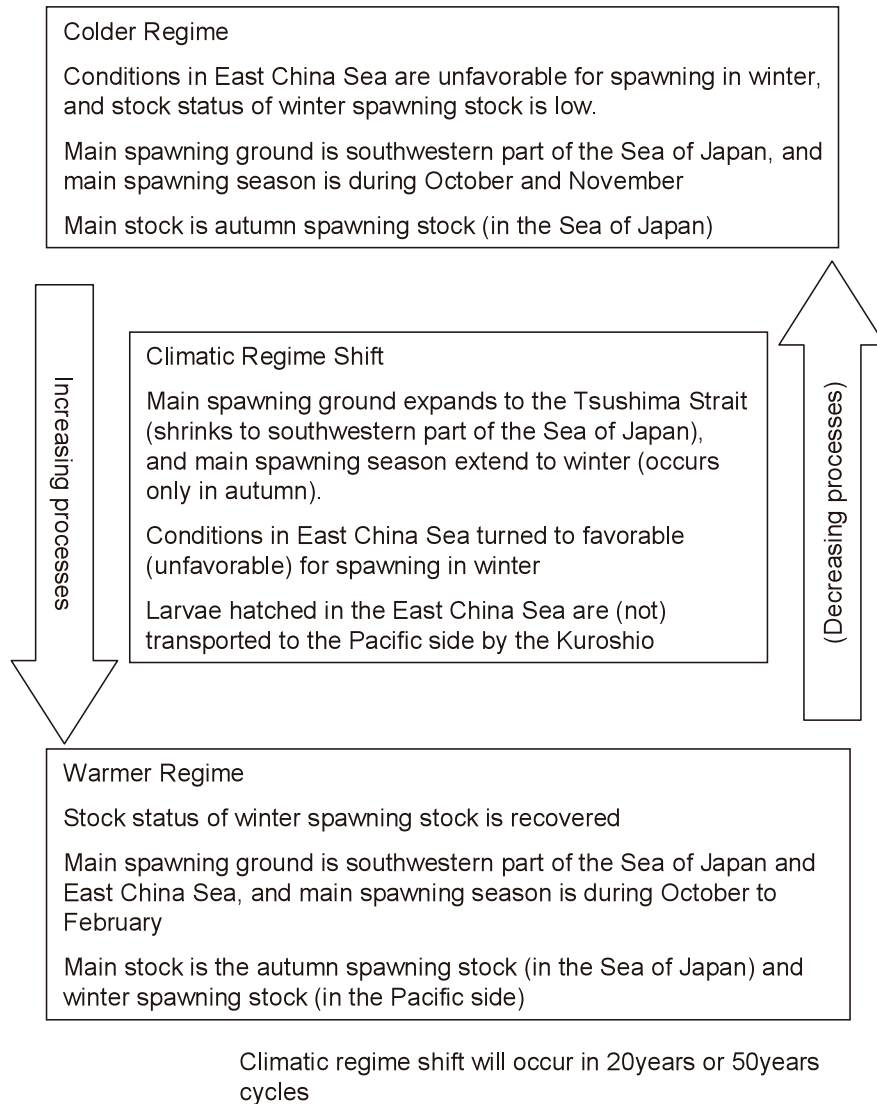 Colder Regime
Conditions in East China Sea are unfavorable for spawning in winter,
and stock status of winter spawning stock is low.
Main spawning ground is southwestern part of the Sea of Japan, and
main spawning season is during October and November
Main stock is autumn spawning stock (in the Sea of Japan)
Increasing processes
Climatic Regime Shift
Main spawning ground expands to the Tsushima Strait
(shrinks to southwestern part of the Sea of Japan),
and main spawning season extend to winter (occurs
only in autumn).
Conditions in East China Sea turned to favorable
(unfavorable) for spawning in winter
Larvae hatched in the East China Sea are (not)
transported to the Pacific side by the Kuroshio
(Decreasing processes)
Warmer Regime
Stock status of winter spawning stock is recovered
Main spawning ground is southwestern part of the Sea of Japan and
East China Sea, and main spawning season is during October to
February
Main stock is the autumn spawning stock (in the Sea of Japan) and
winter spawning stock (in the Pacific side)
Climatic regime shift will occur in 20years or 50years
cycles